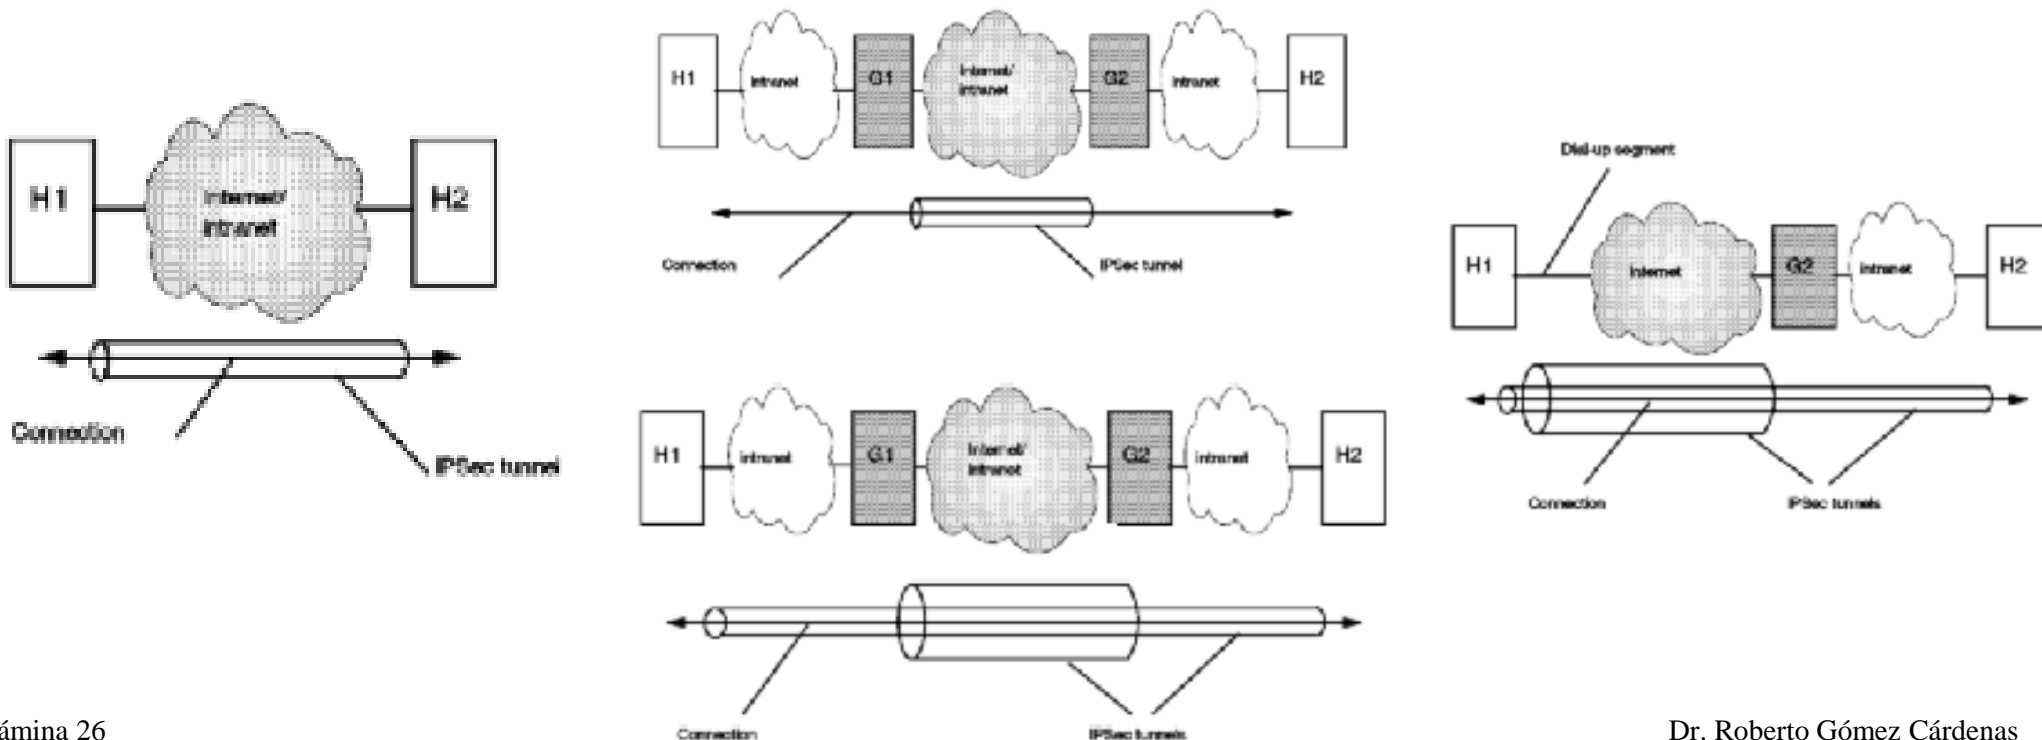 H1
Internet/
intranet
H2
Connection
IPSec tunnel
H1
intranet
G1
Internet/
intranet
G2
intranet
H2
Connection
IPSec tunnel
H1
intranet
G1
Internet/
intranet
G2
intranet
H2
Connection
IPSec tunnels
Dial-up segment
H1
Internet
G2
intranet
H2
Connection
IPSec tunnels
ámina 26
Dr. Roberto Gómez Cárdenas